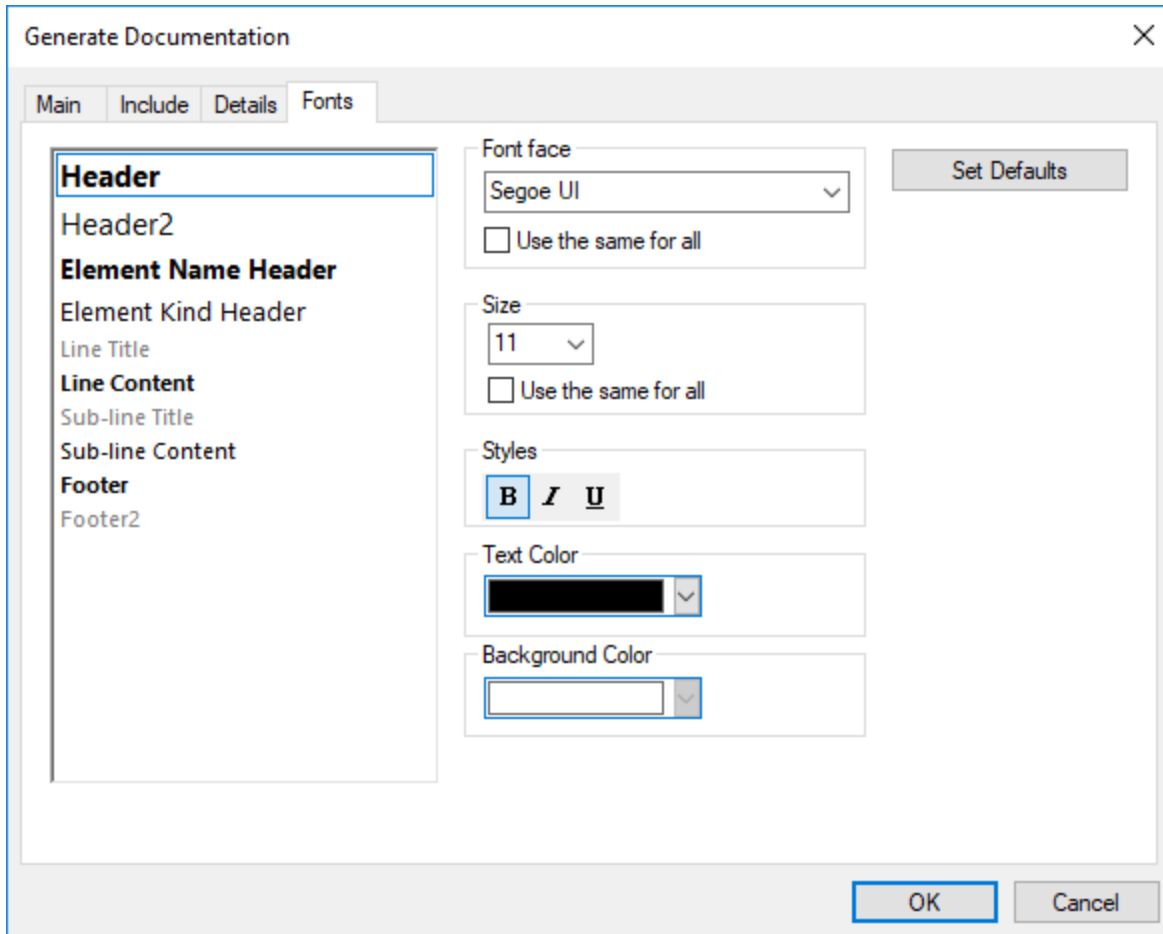 Generate Documentation
Main Include Details Fonts
Header
Header2
Element Name Header
Element Kind Header
Line Title
Line Content
Sub-line Title
Sub-line Content
Footer
Footer2
Font face
Segoe UI
Use the same for all
Size
11
Use the same for all
Styles
B I U
Text Color
Background Color
Set Defaults
OK Cancel